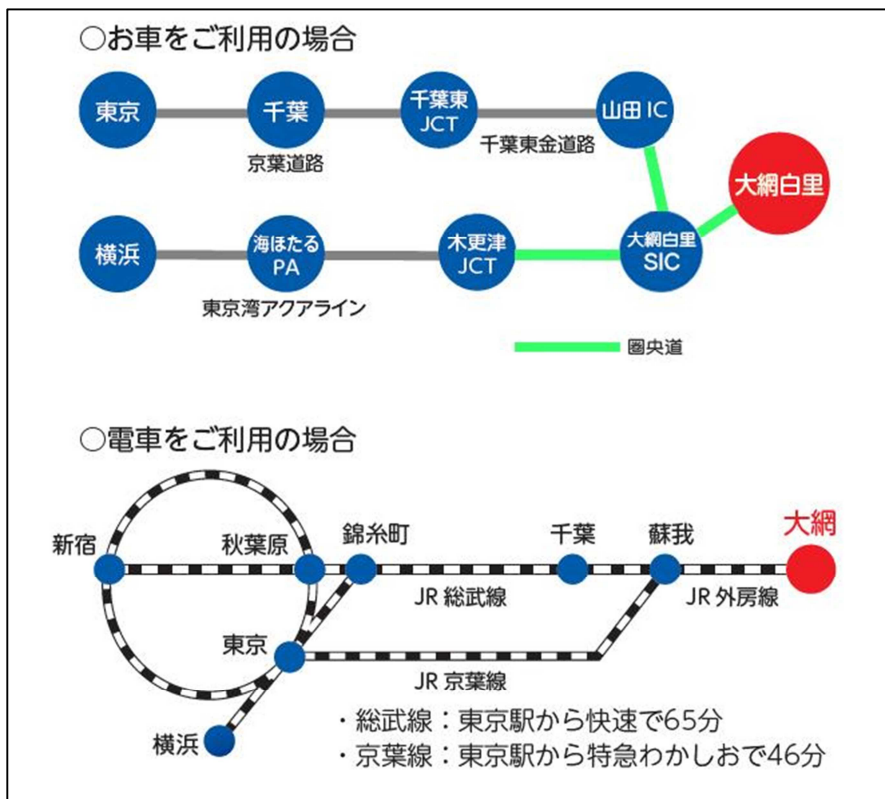 ○お車をご利用の場合
東京
千葉
千葉東
JCT
山田 IC
京葉道路
千葉東金道路
大網白里
横浜
海ほたる
PA
木更津
JCT
大網白里
SIC
東京湾アクアライン
圏央道
○電車をご利用の場合
新宿
秋葉原
錦糸町
千葉
蘇我
大網
JR 総武線
JR 外房線
東京
JR 京葉線
横浜
・総武線：東京駅から快速で65分
・京葉線：東京駅から特急わかしおで46分